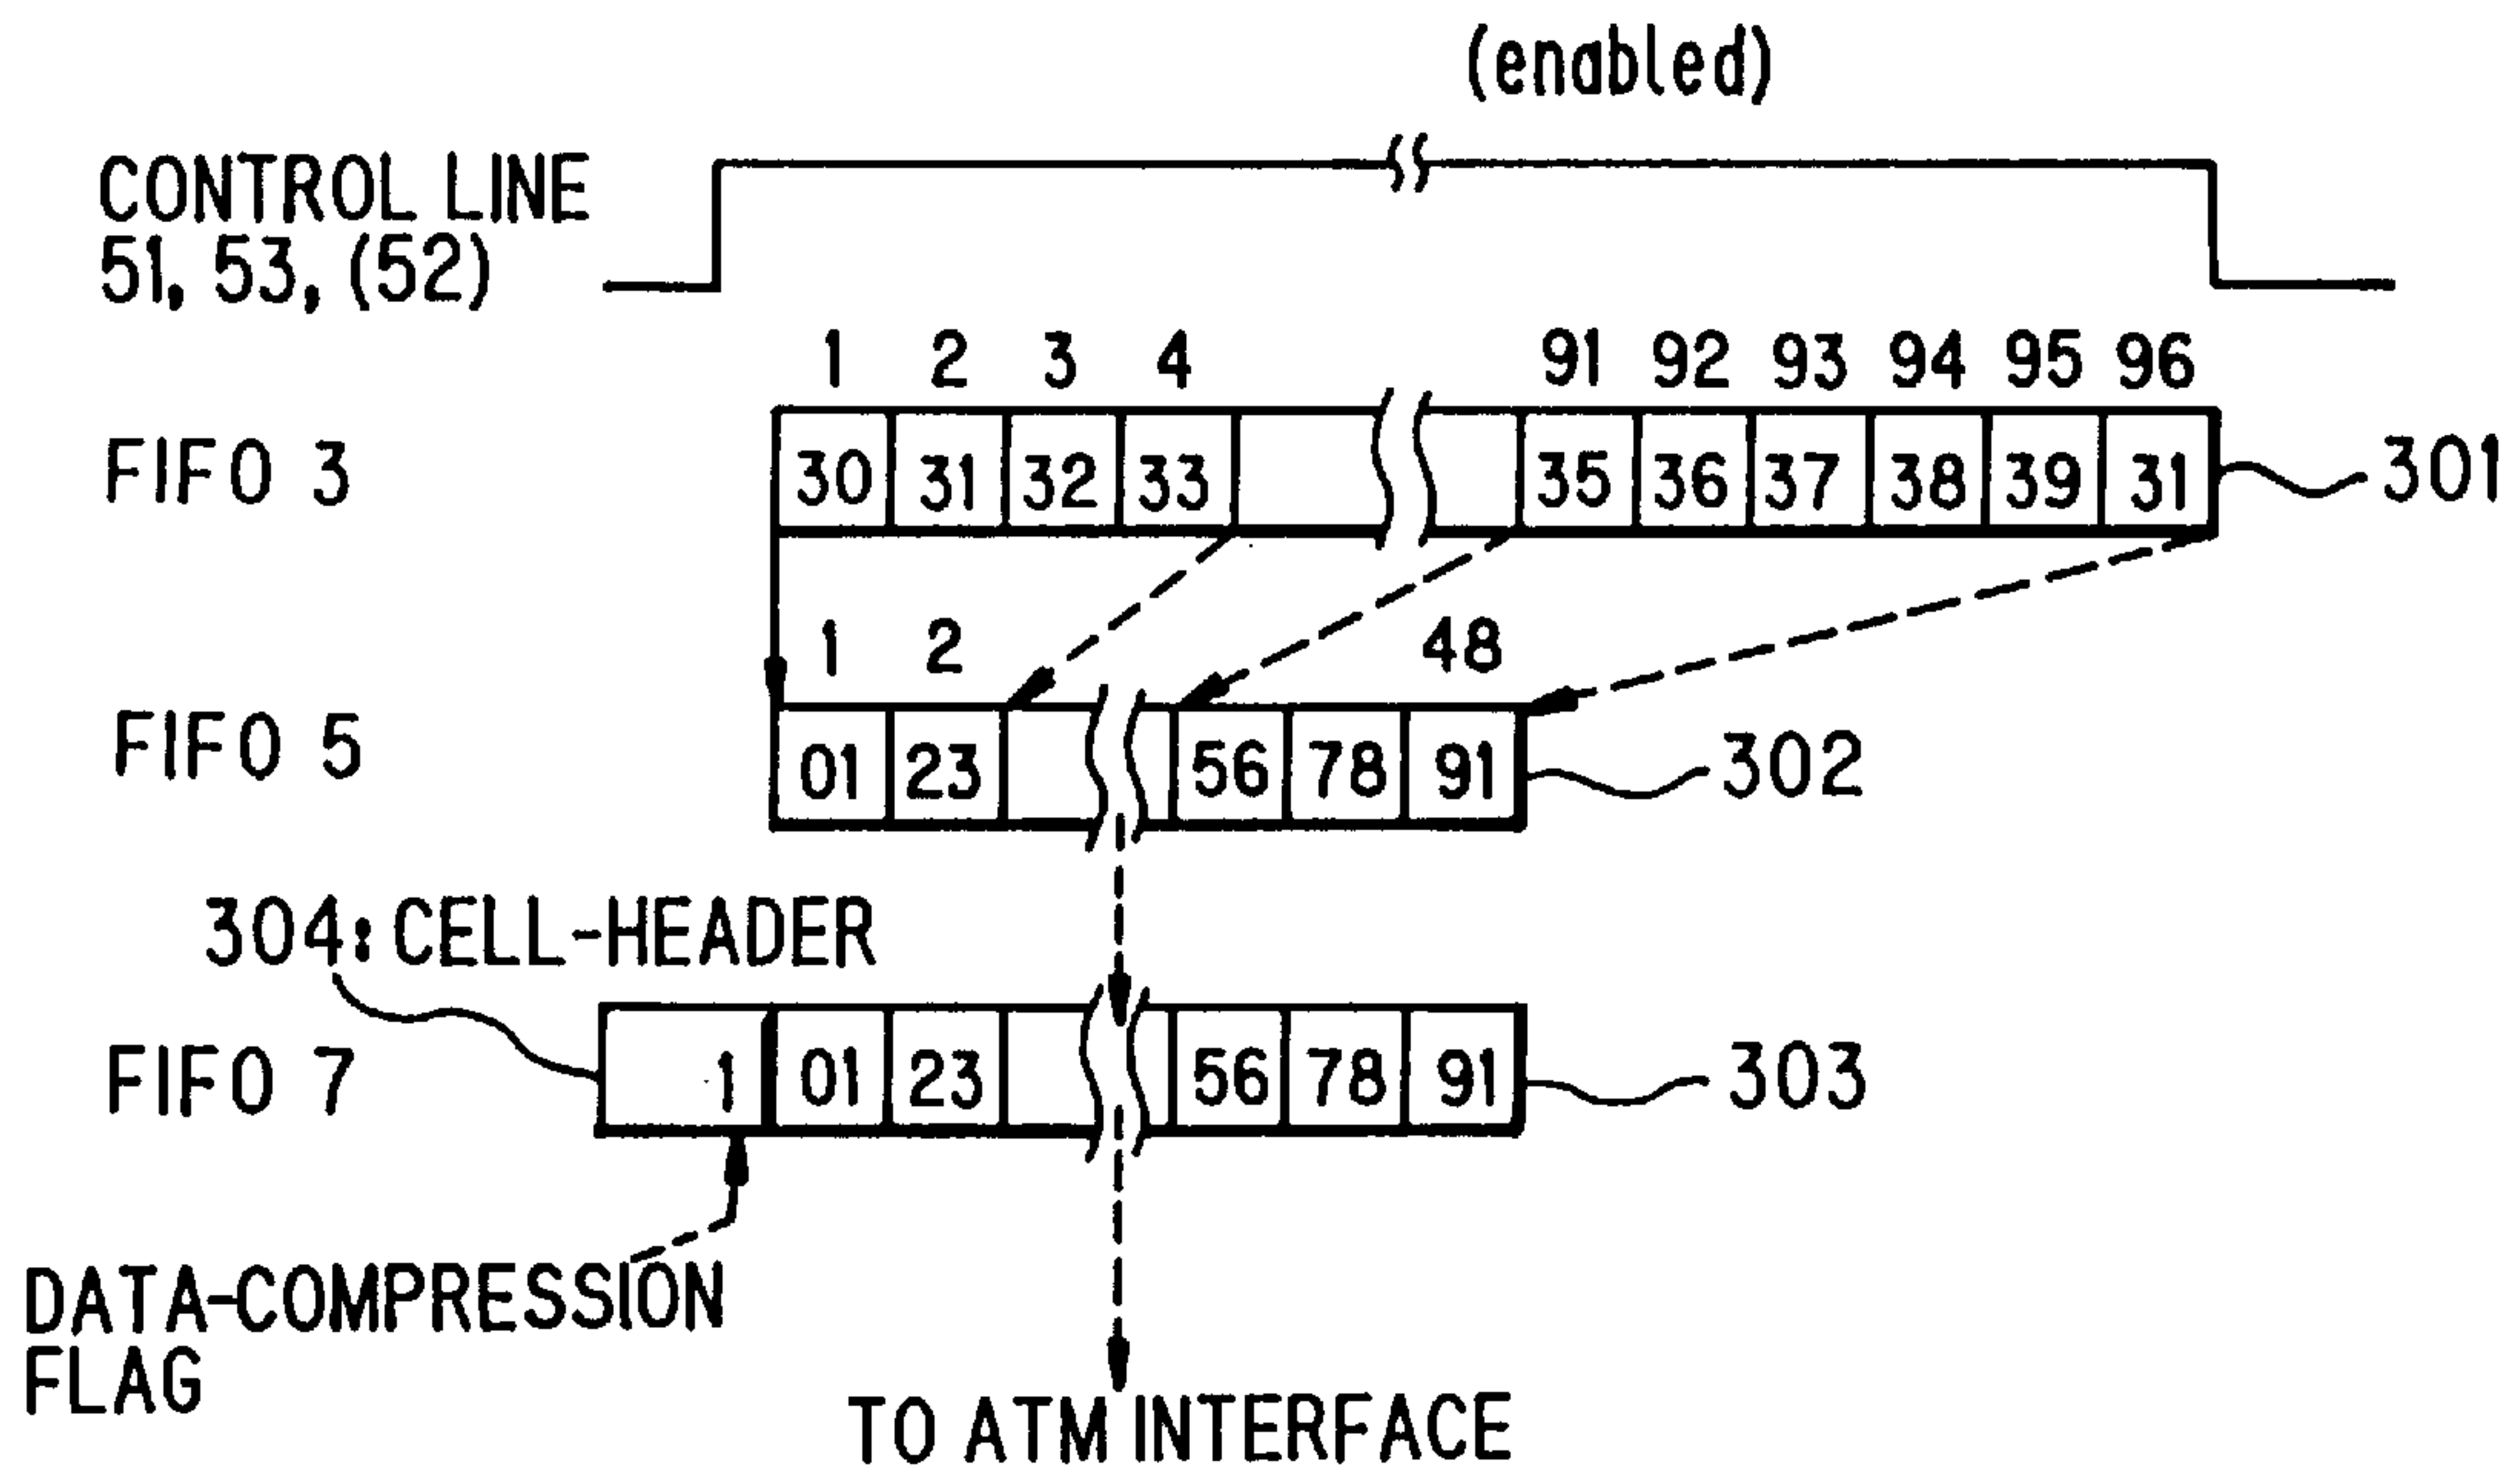 (enabled)
CONTROL LINE
51, 53, (52)
1 2 3 4 91 92 93 94 95 96
FIFO 3 30 31 32 33 35 36 37 38 39 31 301
1 2 48
FIFO 5 01 23 56 78 91 302
304: CELL-HEADER
FIFO 7 1 01 23 56 78 91 303
DATA-COMPRESSION
FLAG
TO ATM INTERFACE